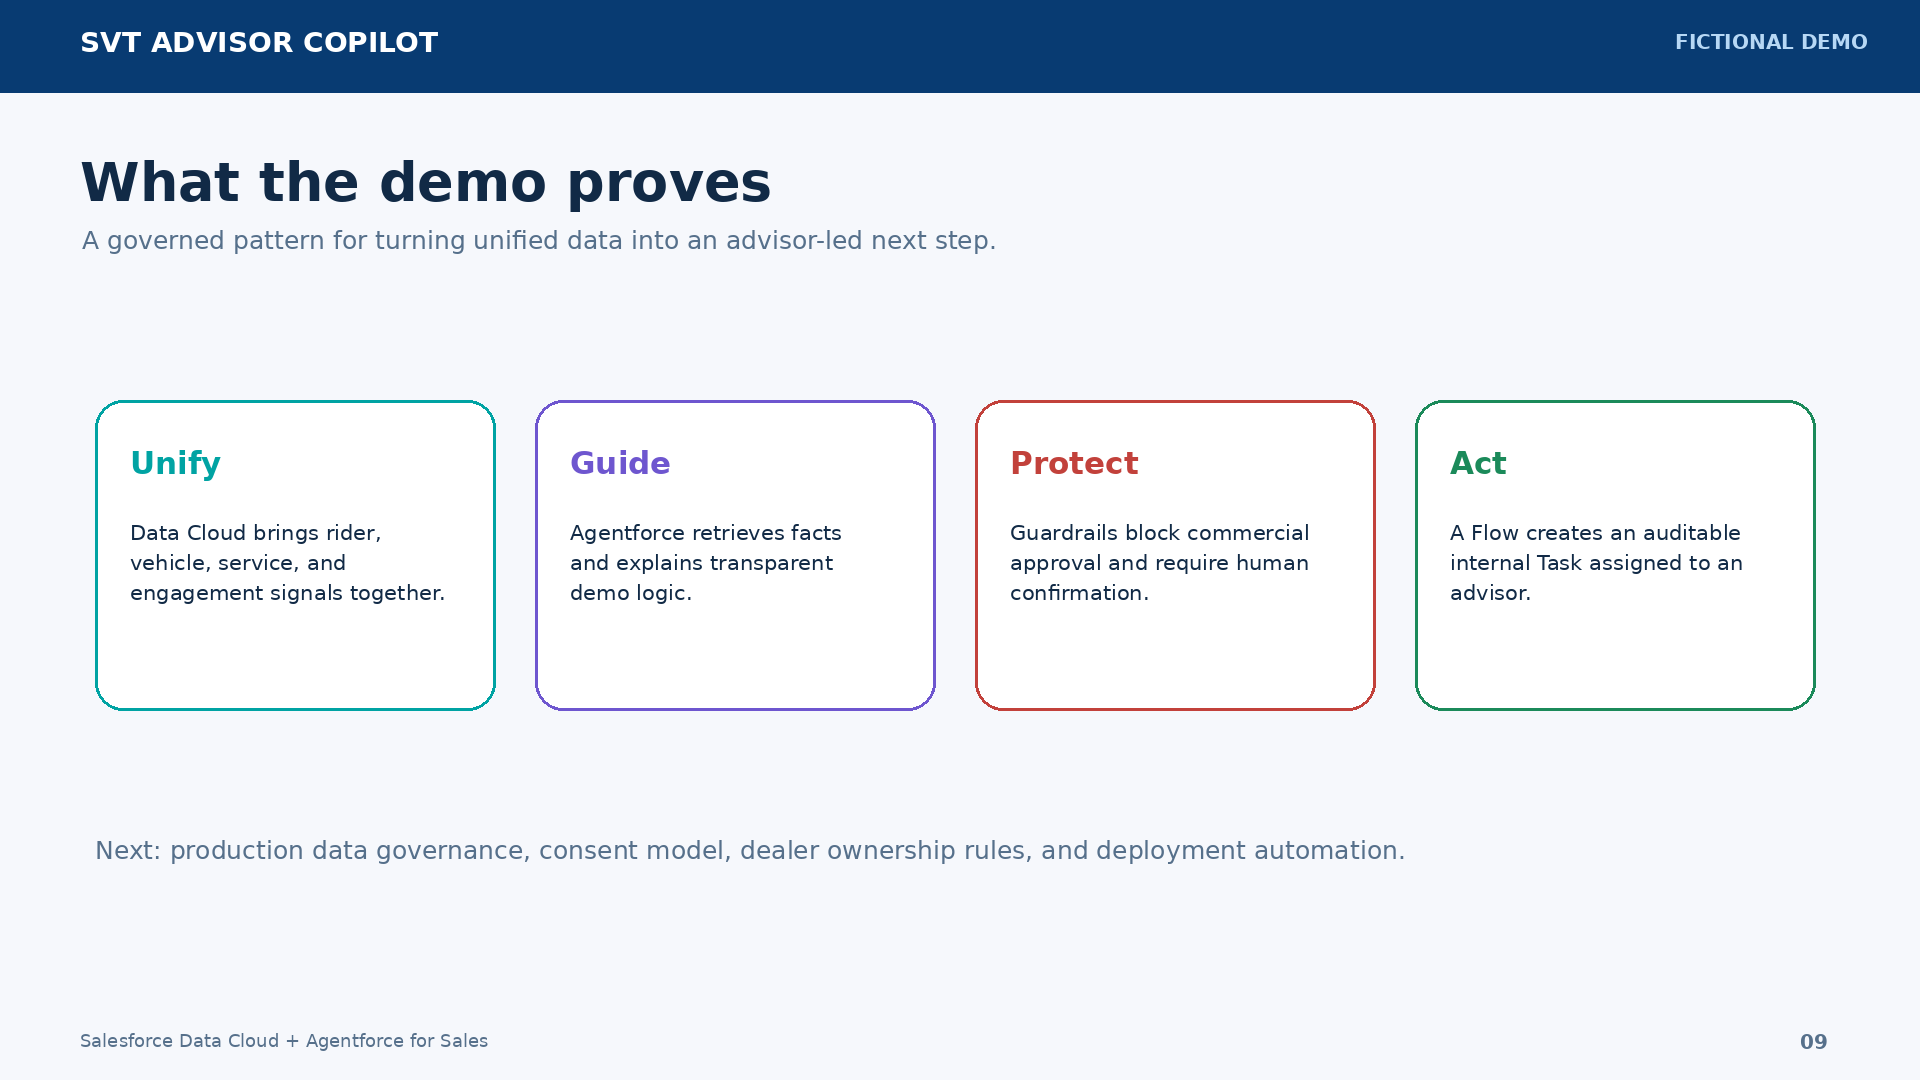 SVT ADVISOR COPILOT
FICTIONAL DEMO
What the demo proves
A governed pattern for turning unified data into an advisor-led next step.
Unify
Data Cloud brings rider,
vehicle, service, and
engagement signals together.
Guide
Agentforce retrieves facts
and explains transparent
demo logic.
Protect
Guardrails block commercial
approval and require human
confirmation.
Act
A Flow creates an auditable
internal Task assigned to an
advisor.
Next: production data governance, consent model, dealer ownership rules, and deployment automation.
Salesforce Data Cloud + Agentforce for Sales
09